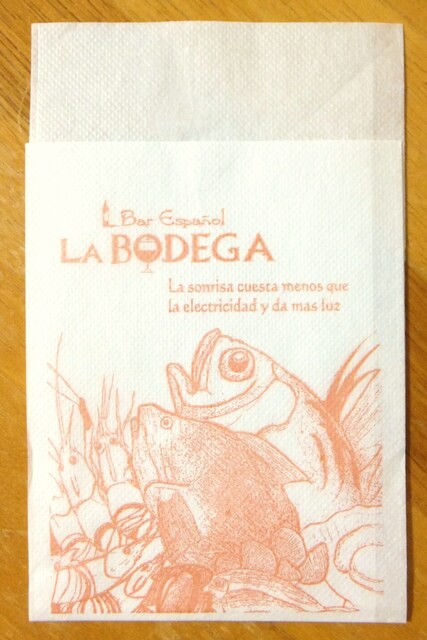 Bar Español
LA BODEGA
La sonrisa cuesta menos que
la electricidad y da mas luz